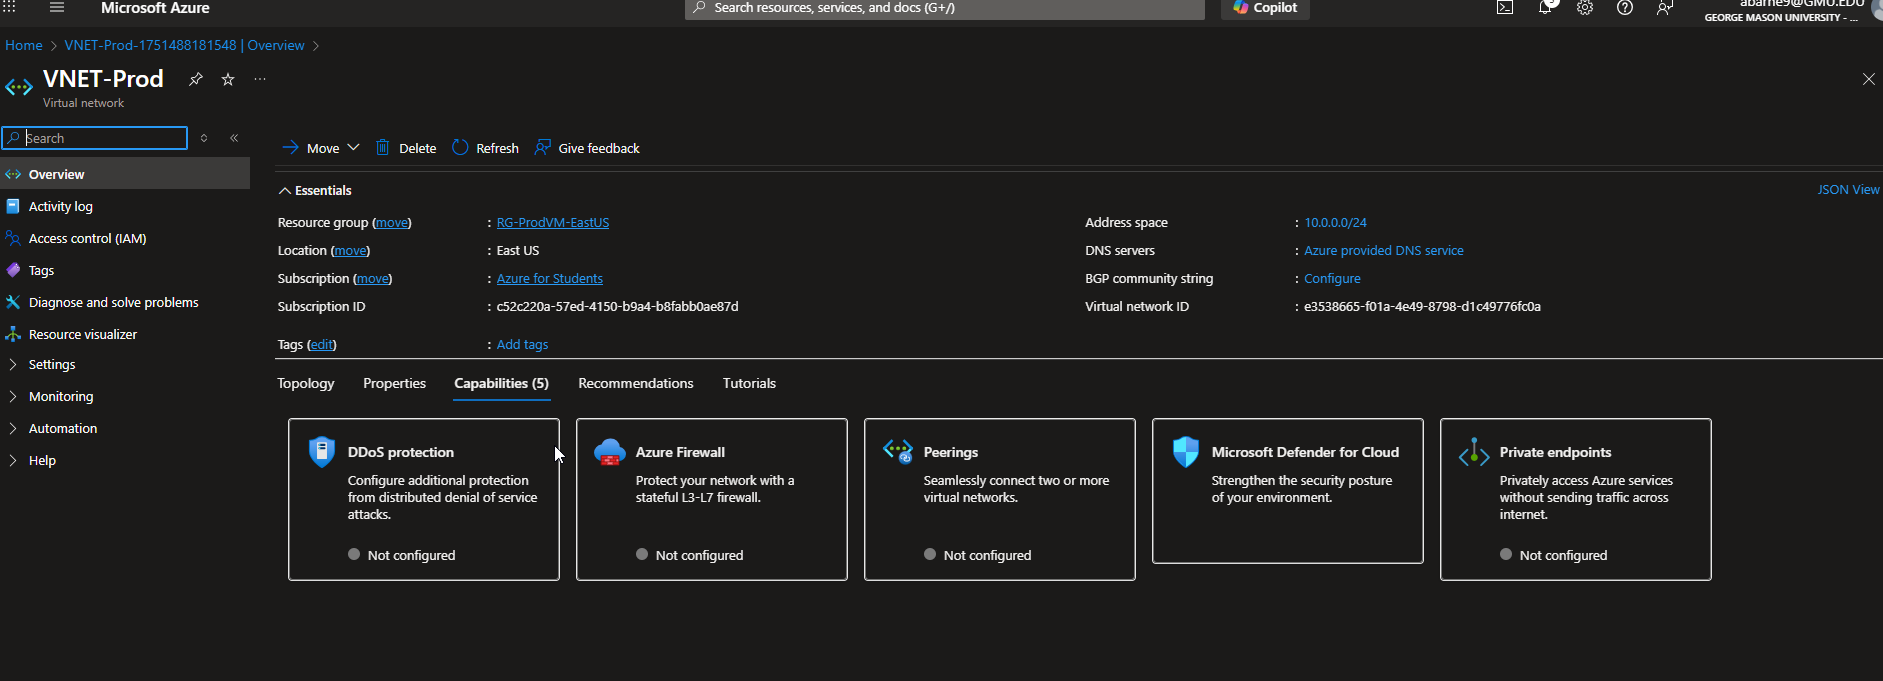 Microsoft Azure
Search resources, services, and docs (G+/)
Copilot
abarne9@GMU.EDU
GEORGE MASON UNIVERSITY - ...
Home > VNET-Prod-1751488181548 | Overview >
VNET-Prod
Virtual network
Search
Overview
Activity log
Access control (IAM)
Tags
Diagnose and solve problems
Resource visualizer
Settings
Monitoring
Automation
Help
Move
Delete
Refresh
Give feedback
Essentials
JSON View
Resource group (move) : RG-ProdVM-EastUS
Location (move) : East US
Subscription (move) : Azure for Students
Subscription ID : c52c220a-57ed-4150-b9a4-b8fabb0ae87d
Address space : 10.0.0.0/24
DNS servers : Azure provided DNS service
BGP community string : Configure
Virtual network ID : e3538665-f01a-4e49-8798-d1c49776fc0a
Tags (edit) : Add tags
Topology
Properties
Capabilities (5)
Recommendations
Tutorials
DDoS protection
Configure additional protection
from distributed denial of service
attacks.
Not configured
Azure Firewall
Protect your network with a
stateful L3-L7 firewall.
Not configured
Peerings
Seamlessly connect two or more
virtual networks.
Not configured
Microsoft Defender for Cloud
Strengthen the security posture
of your environment.
Private endpoints
Privately access Azure services
without sending traffic across
internet.
Not configured